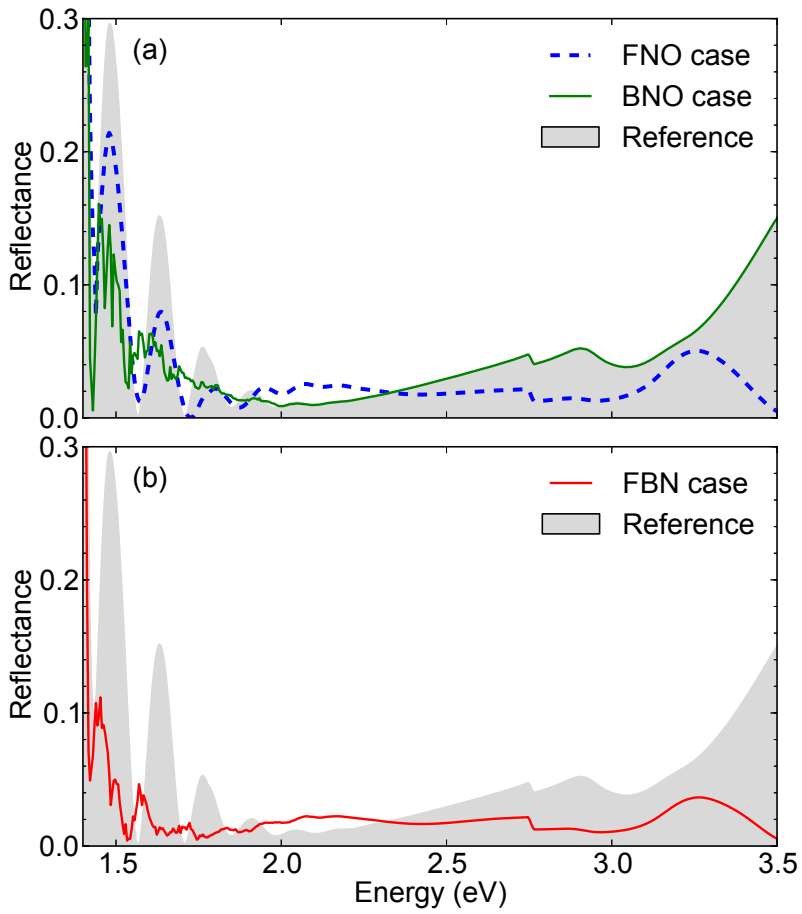 0.3
(a)
FNO case
BNO case
Reference
0.2
Reflectance
0.1
0.0
0.3
(b)
FBN case
Reference
0.2
Reflectance
0.1
0.0
1.5 2.0 2.5 3.0 3.5
Energy (eV)